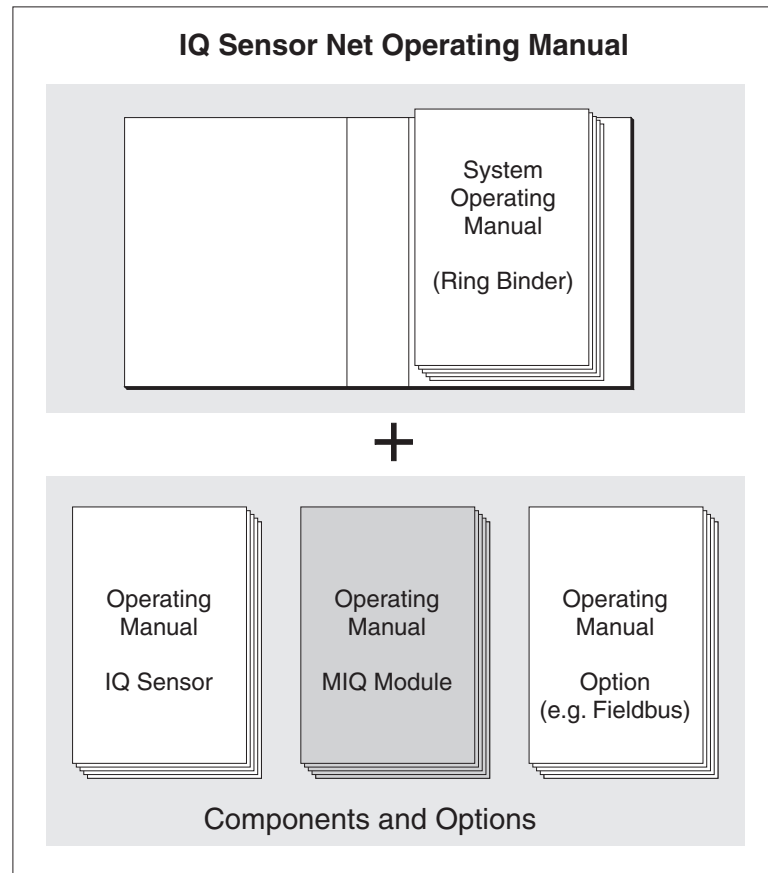 IQ Sensor Net Operating Manual
System
Operating
Manual
(Ring Binder)
+
Operating
Manual
IQ Sensor
Operating
Manual
MIQ Module
Operating
Manual
Option
(e.g. Fieldbus)
Components and Options